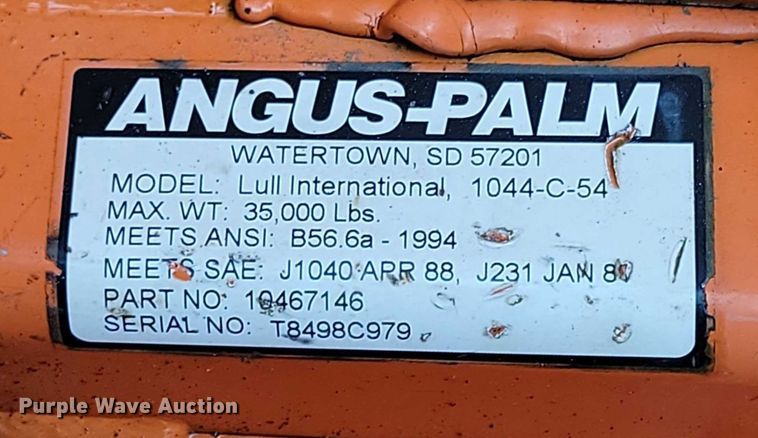 ANGUS-PALM
WATERTOWN, SD 57201
MODEL: Lull International, 1044-C-54
MAX. WT: 35,000 Lbs.
MEETS ANSI: B56.6a - 1994
MEETS SAE: J1040 APR 88, J231 JAN
PART NO: 10467146
SERIAL NO: T8498C979
Purple Wave Auction